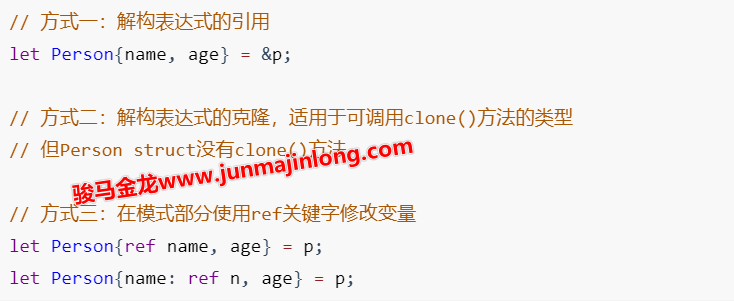 // 方式一：解构表达式的引用
let Person{name, age} = &p;
// 方式二：解构表达式的克隆，适用于可调用clone()方法的类型
// 但Person struct没有clone()方法
骏马金龙www.junmajinlong.com
// 方式三：在模式部分使用ref关键字修改变量
let Person{ref name, age} = p;
let Person{name: ref n, age} = p;